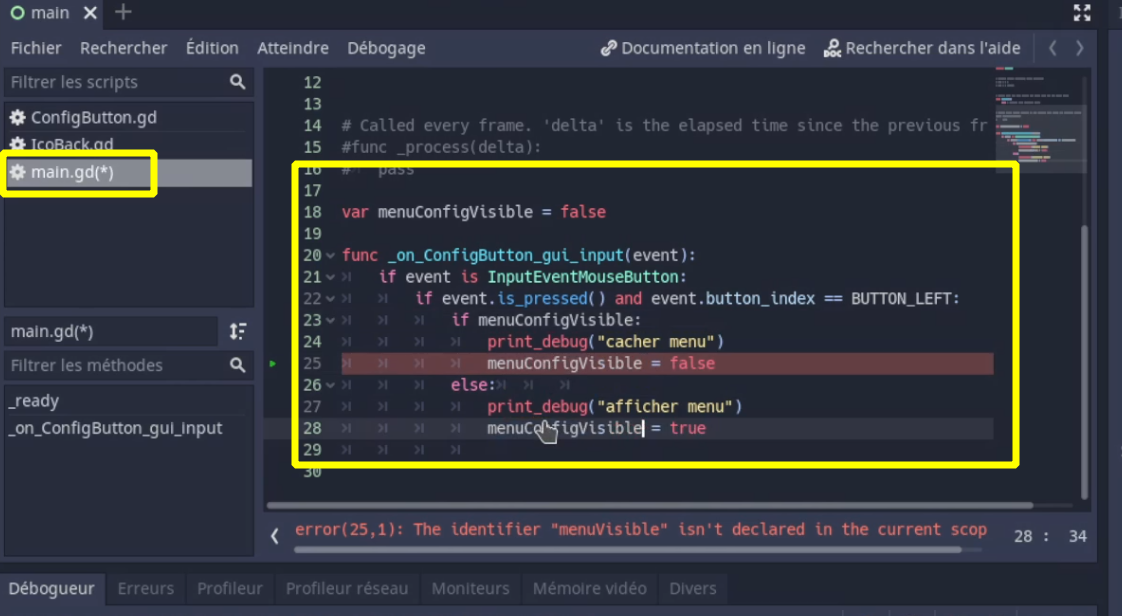 main
Fichier Rechercher Édition Atteindre Débogage Documentation en ligne Rechercher dans l'aide
Filtrer les scripts
ConfigButton.gd
IcoBack.gd
main.gd(*)
main.gd(*)
Filtrer les méthodes
_ready
_on_ConfigButton_gui_input
12
13
14 # Called every frame. 'delta' is the elapsed time since the previous fr
15 #func _process(delta):
16 # pass
17
18 var menuConfigVisible = false
19
20 func _on_ConfigButton_gui_input(event):
21 if event is InputEventMouseButton:
22 if event.is_pressed() and event.button_index == BUTTON_LEFT:
23 if menuConfigVisible:
24 print_debug("cacher menu")
25 menuConfigVisible = false
26 else:
27 print_debug("afficher menu")
28 menuConfigVisible = true
29
30
error(25,1): The identifier "menuVisible" isn't declared in the current scop
28 : 34
Débogueur Erreurs Profileur Profileur réseau Moniteurs Mémoire vidéo Divers